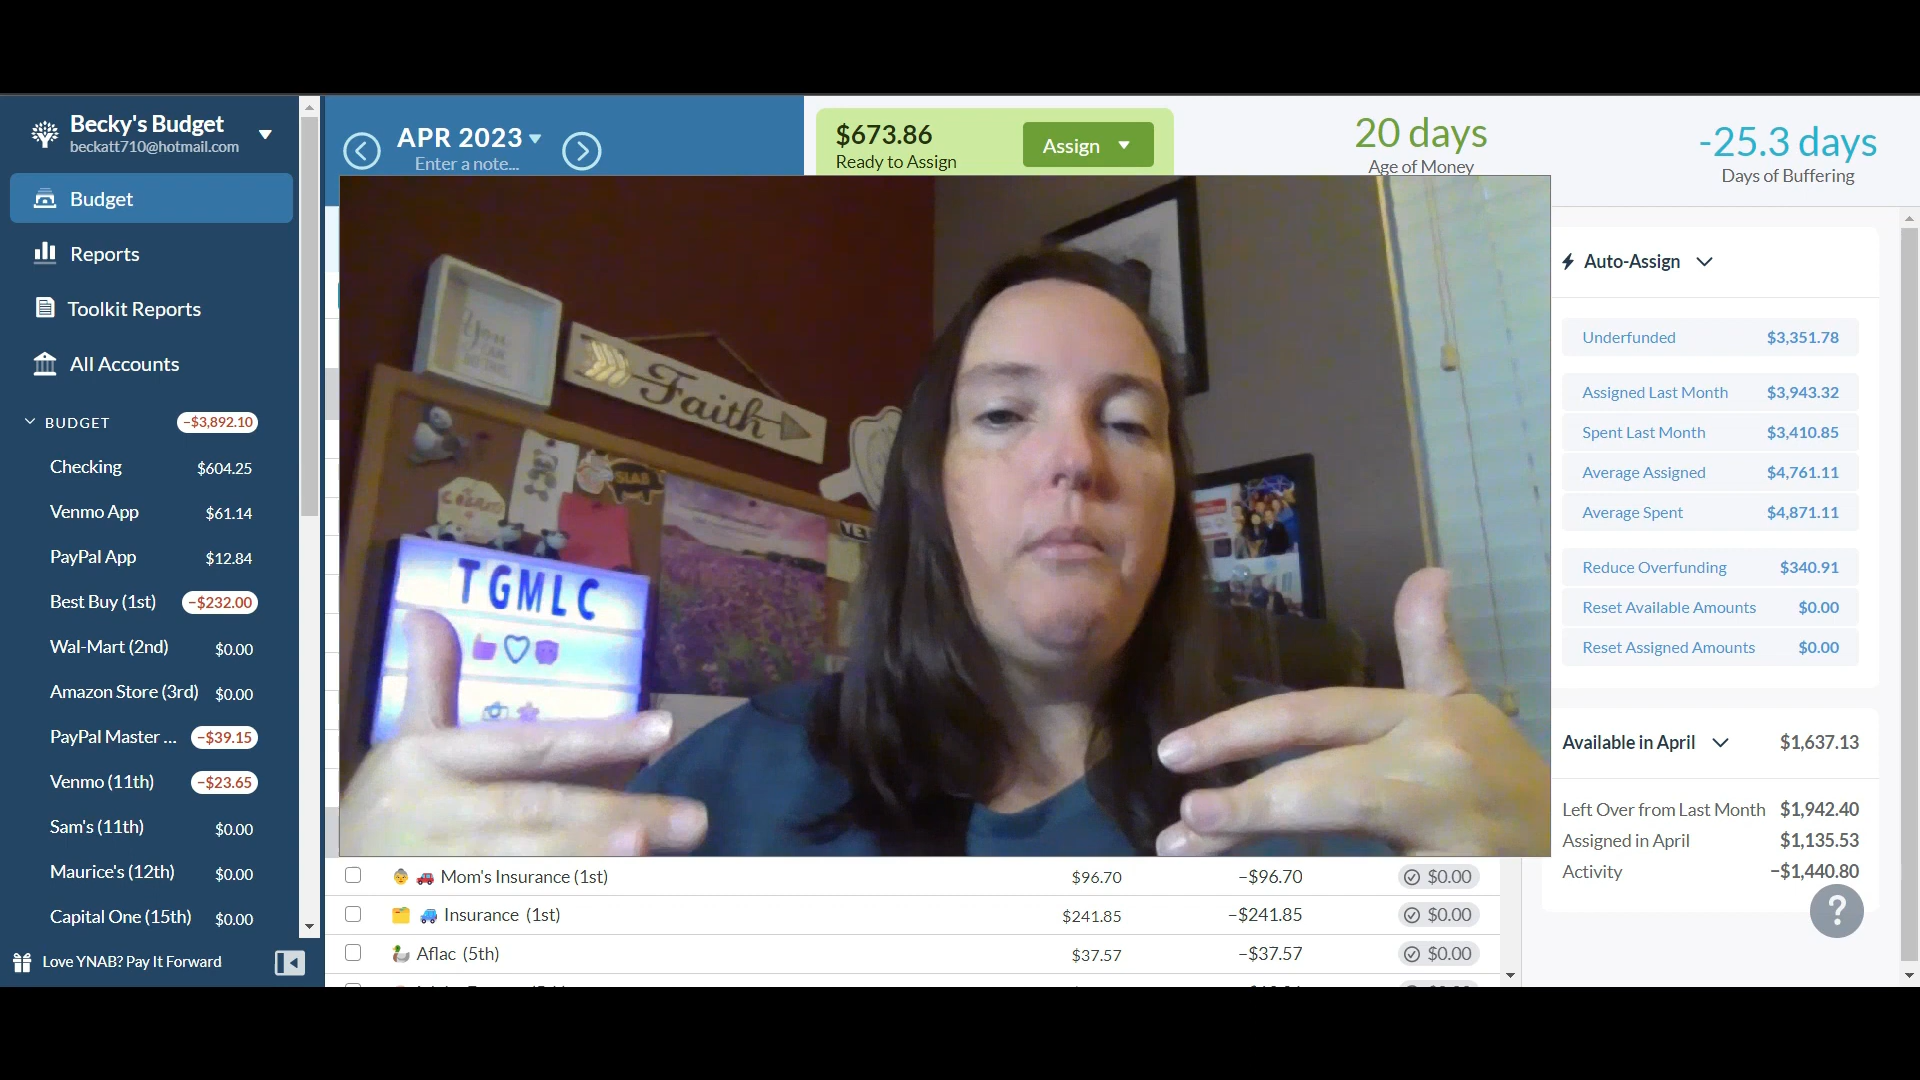 Becky's Budget
beckatt710@hotmail.com
Budget
Reports
Toolkit Reports
All Accounts
BUDGET −$3,892.10
Checking $604.25
Venmo App $61.14
PayPal App $12.84
Best Buy (1st) −$232.00
Wal-Mart (2nd) $0.00
Amazon Store (3rd) $0.00
PayPal Master ... −$39.15
Venmo (11th) −$23.65
Sam's (11th) $0.00
Maurice's (12th) $0.00
Capital One (15th) $0.00
Love YNAB? Pay It Forward
APR 2023
Enter a note...
$673.86
Ready to Assign
Assign
20 days
Age of Money
-25.3 days
Days of Buffering
You
Faith
SLAB
TGMLC
Mom's Insurance (1st) $96.70 −$96.70 $0.00
Insurance (1st) $241.85 −$241.85 $0.00
Aflac (5th) $37.57 −$37.57 $0.00
Auto-Assign
Underfunded $3,351.78
Assigned Last Month $3,943.32
Spent Last Month $3,410.85
Average Assigned $4,761.11
Average Spent $4,871.11
Reduce Overfunding $340.91
Reset Available Amounts $0.00
Reset Assigned Amounts $0.00
Available in April $1,637.13
Left Over from Last Month $1,942.40
Assigned in April $1,135.53
Activity −$1,440.80
?